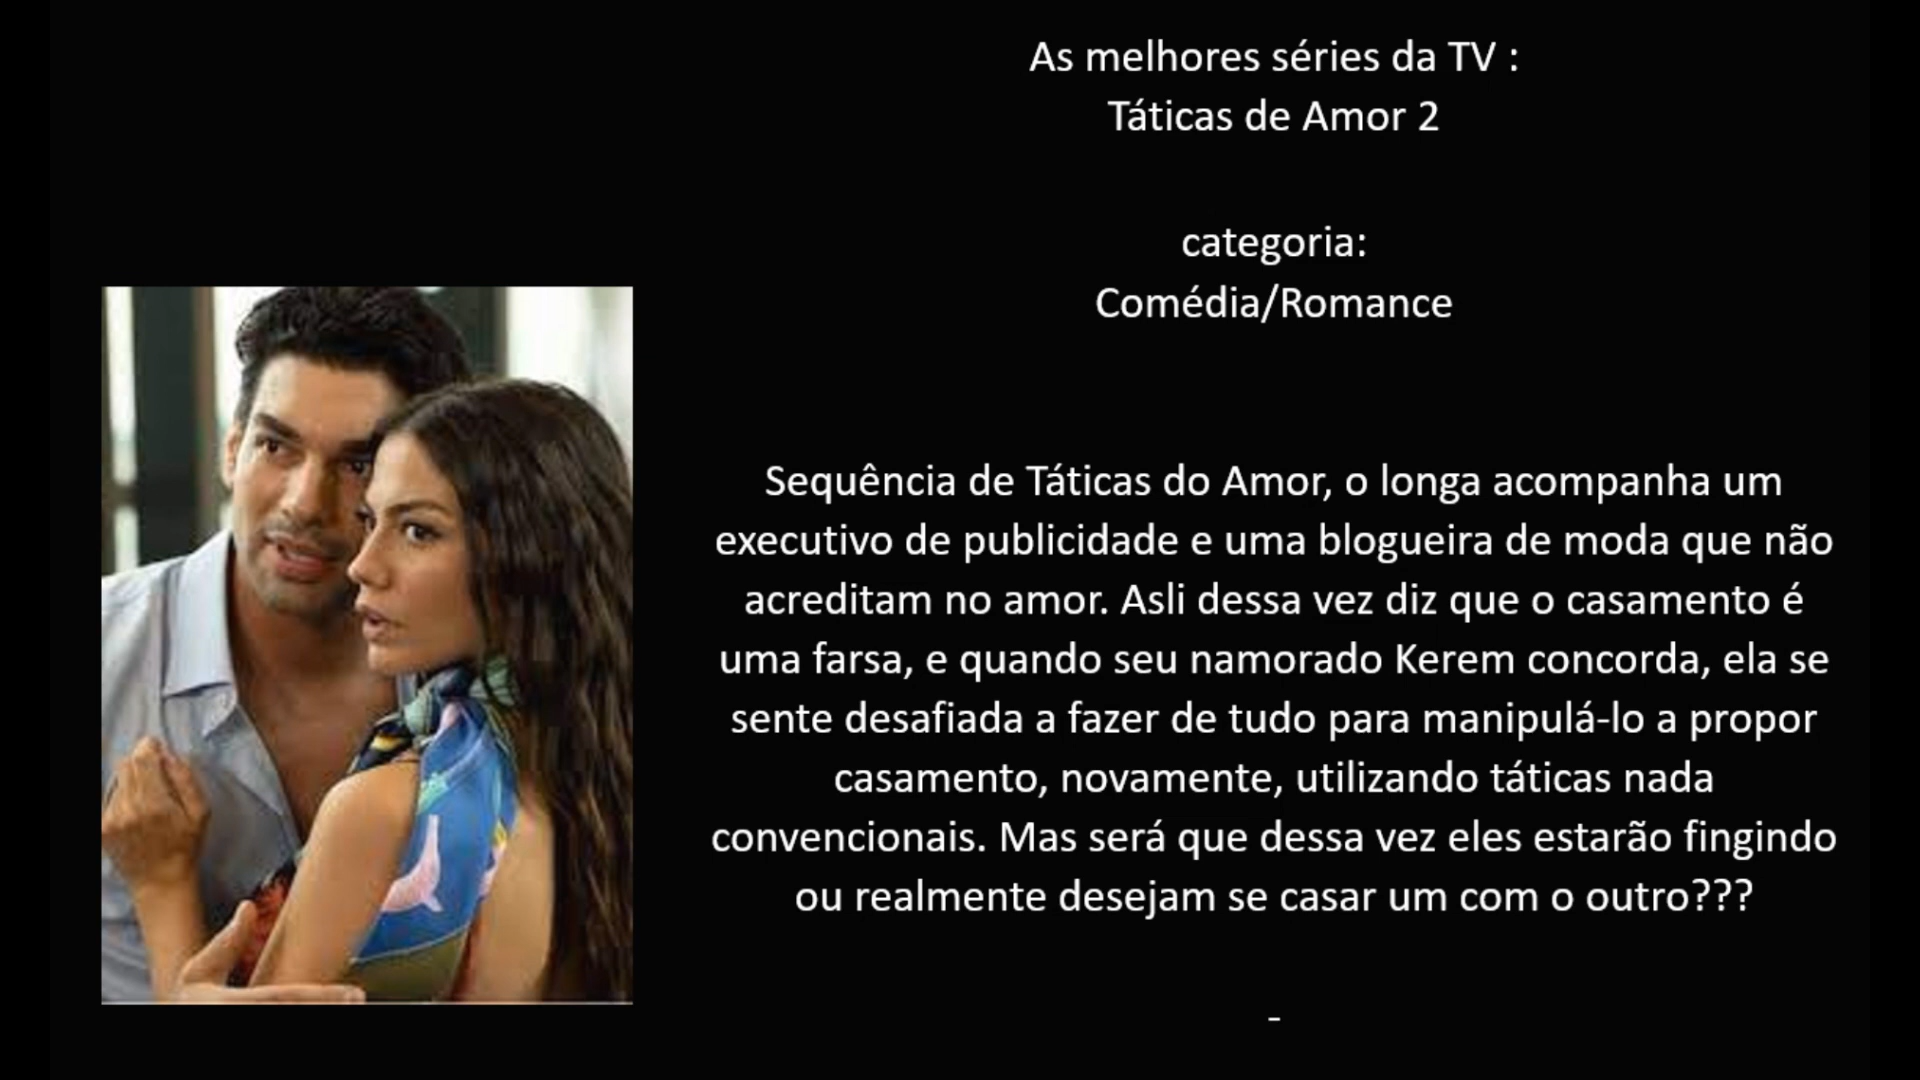 As melhores séries da TV :
Táticas de Amor 2
categoria:
Comédia/Romance
Sequência de Táticas do Amor, o longa acompanha um
executivo de publicidade e uma blogueira de moda que não
acreditam no amor. Asli dessa vez diz que o casamento é
uma farsa, e quando seu namorado Kerem concorda, ela se
sente desafiada a fazer de tudo para manipulá-lo a propor
casamento, novamente, utilizando táticas nada
convencionais. Mas será que dessa vez eles estarão fingindo
ou realmente desejam se casar um com o outro???
-